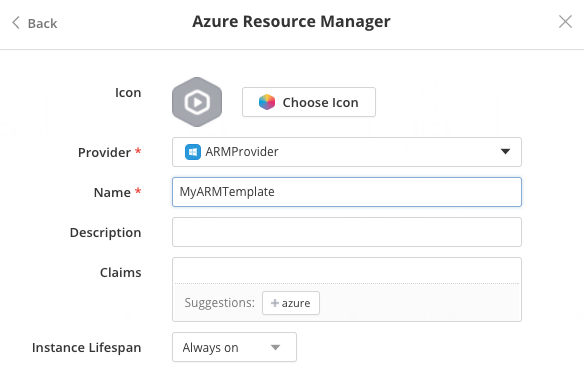 Back
Azure Resource Manager
Icon
Choose Icon
Provider * ARMProvider
Name * MyARMTemplate
Description
Claims
Suggestions: + azure
Instance Lifespan Always on